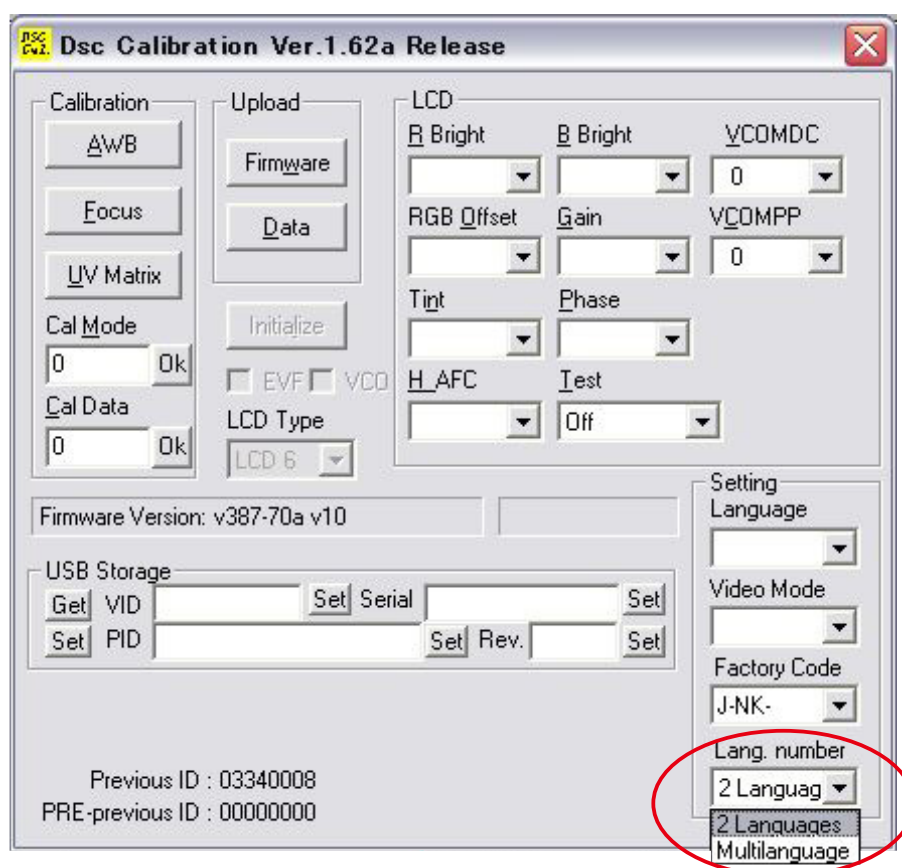 DSC Cal. Dsc Calibration Ver.1.62a Release
Calibration
AWB
Focus
UV Matrix
Cal Mode
0 Ok
Cal Data
0 Ok
Upload
Firmware
Data
Initialize
EVF VCO
LCD Type
LCD 6
LCD
R Bright B Bright VCOMDC
0
RGB Offset Gain VCOMPP
0
Tint Phase
H_AFC Test
Off
Firmware Version: v387-70a v10
USB Storage
Get VID Set Serial Set
Set PID Set Rev. Set
Previous ID : 03340008
PRE-previous ID : 00000000
Setting
Language
Video Mode
Factory Code
J-NK-
Lang. number
2 Languag
2 Languages
Multilanguage